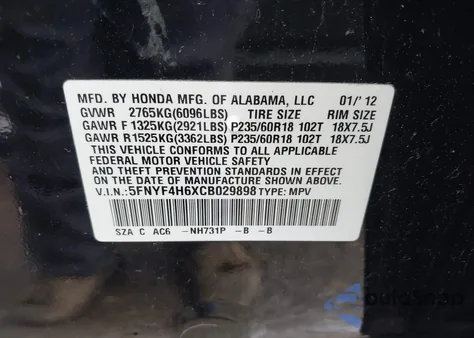 MFD. BY HONDA MFG. OF ALABAMA, LLC 01/'12
GVWR 2765KG(6096LBS) TIRE SIZE RIM SIZE
GAWR F 1325KG(2921LBS) P235/60R18 102T 18X7.5J
GAWR R 1525KG(3362LBS) P235/60R18 102T 18X7.5J
THIS VEHICLE CONFORMS TO ALL APPLICABLE
FEDERAL MOTOR VEHICLE SAFETY, BUMPER,
AND THEFT PREVENTION STANDARDS IN EFFECT
ON THE DATE OF MANUFACTURE SHOWN ABOVE.
V.I.N.: 5FNYF4H6XCB029898 TYPE: MPV
SZA C AC6 -NH731P -B -B
autoSnap